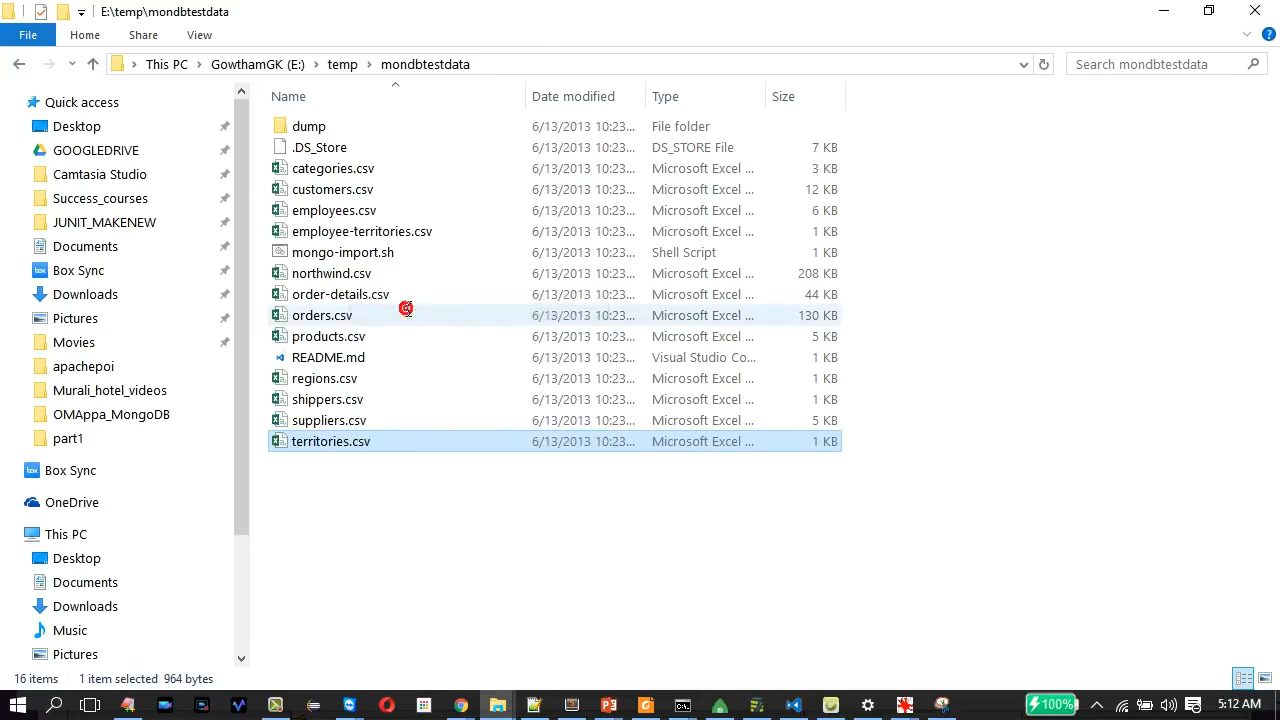 E:\temp\mondbtestdata
File Home Share View
This PC GowthamGK (E:) temp mondbtestdata Search mondbtestdata
Name Date modified Type Size
Quick access
Desktop
GOOGLEDRIVE
Camtasia Studio
Success_courses
JUNIT_MAKENEW
Documents
Box Sync
Downloads
Pictures
Movies
apachepoi
Murali_hotel_videos
OMAppa_MongoDB
part1
Box Sync
OneDrive
This PC
Desktop
Documents
Downloads
Music
Pictures
dump 6/13/2013 10:23... File folder
.DS_Store 6/13/2013 10:23... DS_STORE File 7 KB
categories.csv 6/13/2013 10:23... Microsoft Excel ... 3 KB
customers.csv 6/13/2013 10:23... Microsoft Excel ... 12 KB
employees.csv 6/13/2013 10:23... Microsoft Excel ... 6 KB
employee-territories.csv 6/13/2013 10:23... Microsoft Excel ... 1 KB
mongo-import.sh 6/13/2013 10:23... Shell Script 1 KB
northwind.csv 6/13/2013 10:23... Microsoft Excel ... 208 KB
order-details.csv 6/13/2013 10:23... Microsoft Excel ... 44 KB
orders.csv 6/13/2013 10:23... Microsoft Excel ... 130 KB
products.csv 6/13/2013 10:23... Microsoft Excel ... 5 KB
README.md 6/13/2013 10:23... Visual Studio Co... 1 KB
regions.csv 6/13/2013 10:23... Microsoft Excel ... 1 KB
shippers.csv 6/13/2013 10:23... Microsoft Excel ... 1 KB
suppliers.csv 6/13/2013 10:23... Microsoft Excel ... 5 KB
territories.csv 6/13/2013 10:23... Microsoft Excel ... 1 KB
16 items 1 item selected 964 bytes
100% 5:12 AM